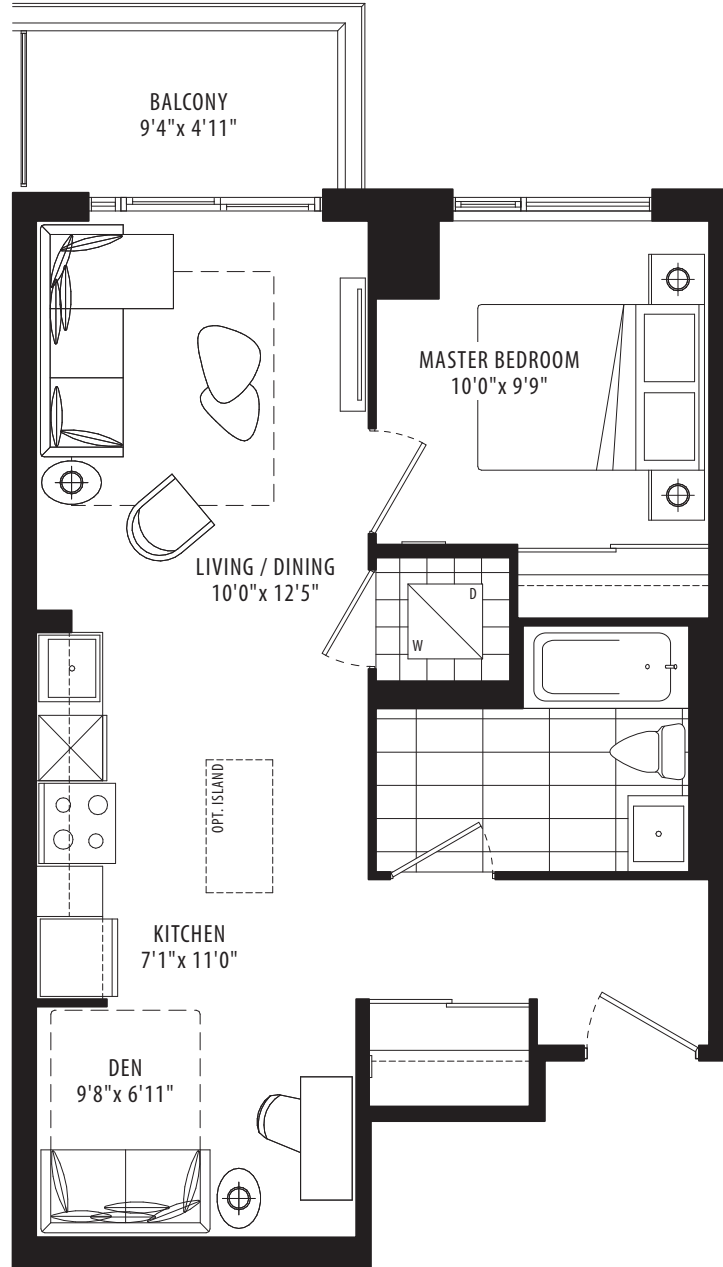 BALCONY
9'4"x 4'11"
MASTER BEDROOM
10'0"x 9'9"
LIVING / DINING
10'0"x 12'5"
D
W
OPT. ISLAND
KITCHEN
7'1"x 11'0"
DEN
9'8"x 6'11"